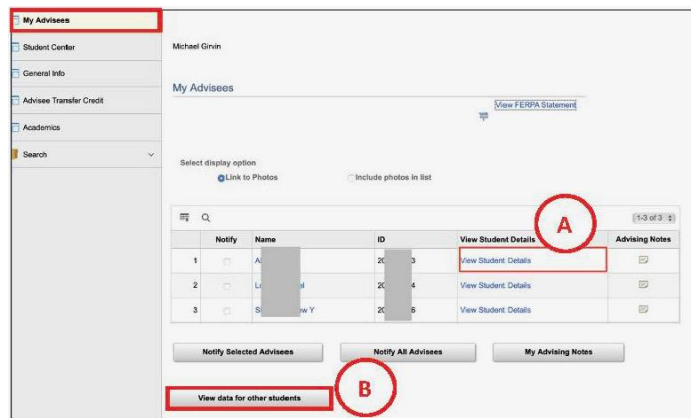 My Advisees
Student Center
General Info
Advisee Transfer Credit
Academics
Search
Michael Girvin
My Advisees
View FERPA Statement
Select display option
Link to Photos Include photos in list
A
1-3 of 3
Notify Name ID View Student Details Advising Notes
1 View Student Details
2 View Student Details
3 Y View Student Details
Notify Selected Advisees Notify All Advisees My Advising Notes
View data for other students
B